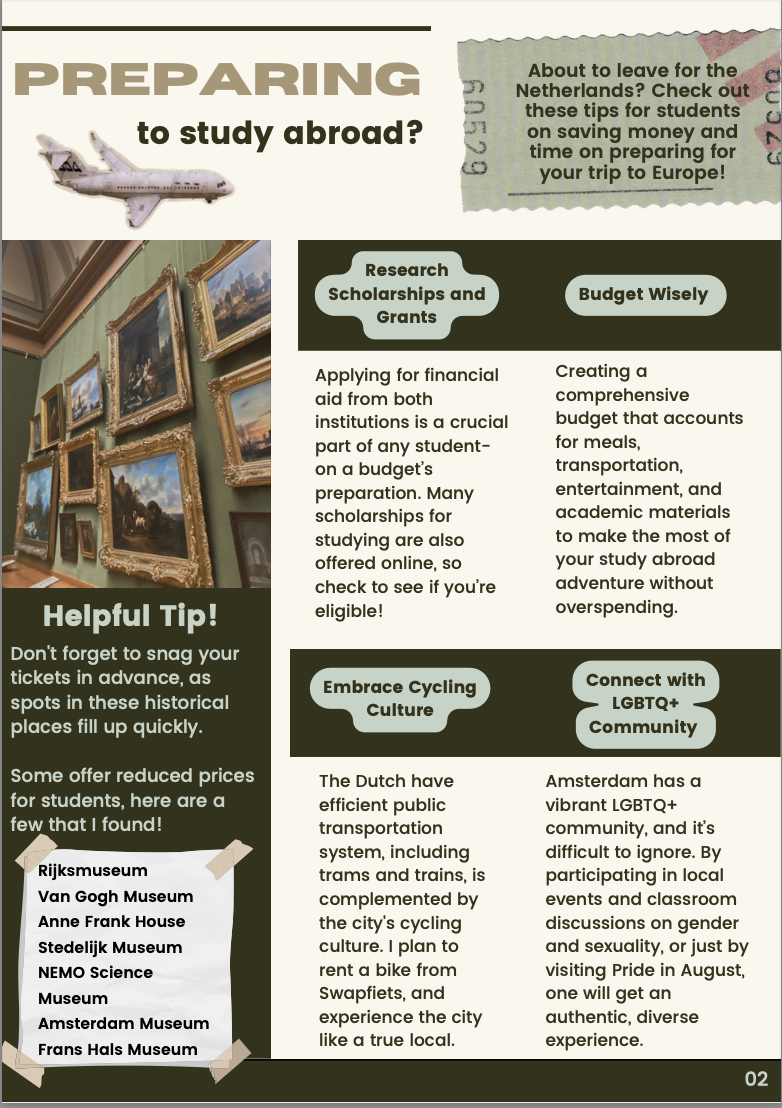 PREPARING
to study abroad?
60529
About to leave for the
Netherlands? Check out
these tips for students
on saving money and
time on preparing for
your trip to Europe!
Research
Scholarships and
Grants
Applying for financial
aid from both
institutions is a crucial
part of any student-
on a budget's
preparation. Many
scholarships for
studying are also
offered online, so
check to see if you're
eligible!
Budget Wisely
Creating a
comprehensive
budget that accounts
for meals,
transportation,
entertainment, and
academic materials
to make the most of
your study abroad
adventure without
overspending.
Helpful Tip!
Don't forget to snag your
tickets in advance, as
spots in these historical
places fill up quickly.
Some offer reduced prices
for students, here are a
few that I found!
Rijksmuseum
Van Gogh Museum
Anne Frank House
Stedelijk Museum
NEMO Science
Museum
Amsterdam Museum
Frans Hals Museum
Embrace Cycling
Culture
The Dutch have
efficient public
transportation
system, including
trams and trains, is
complemented by
the city's cycling
culture. I plan to
rent a bike from
Swapfiets, and
experience the city
like a true local.
Connect with
LGBTQ+
Community
Amsterdam has a
vibrant LGBTQ+
community, and it's
difficult to ignore. By
participating in local
events and classroom
discussions on gender
and sexuality, or just by
visiting Pride in August,
one will get an
authentic, diverse
experience.
02